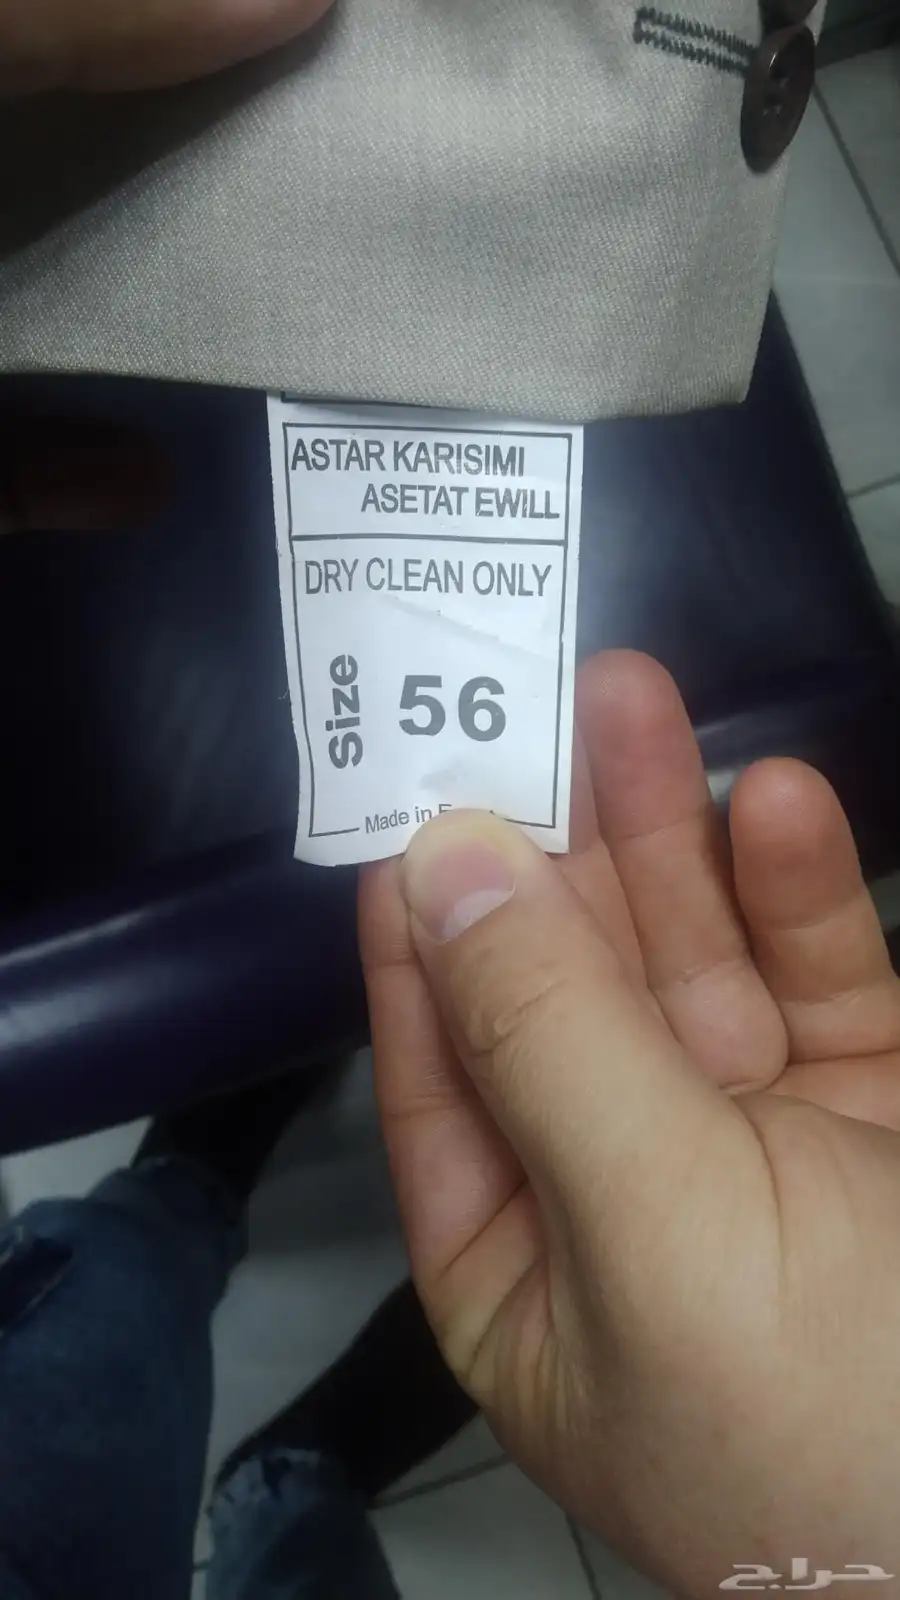 ASTAR KARISIMI
ASETAT EWILL
DRY CLEAN ONLY
Size
56
Made in
حراج